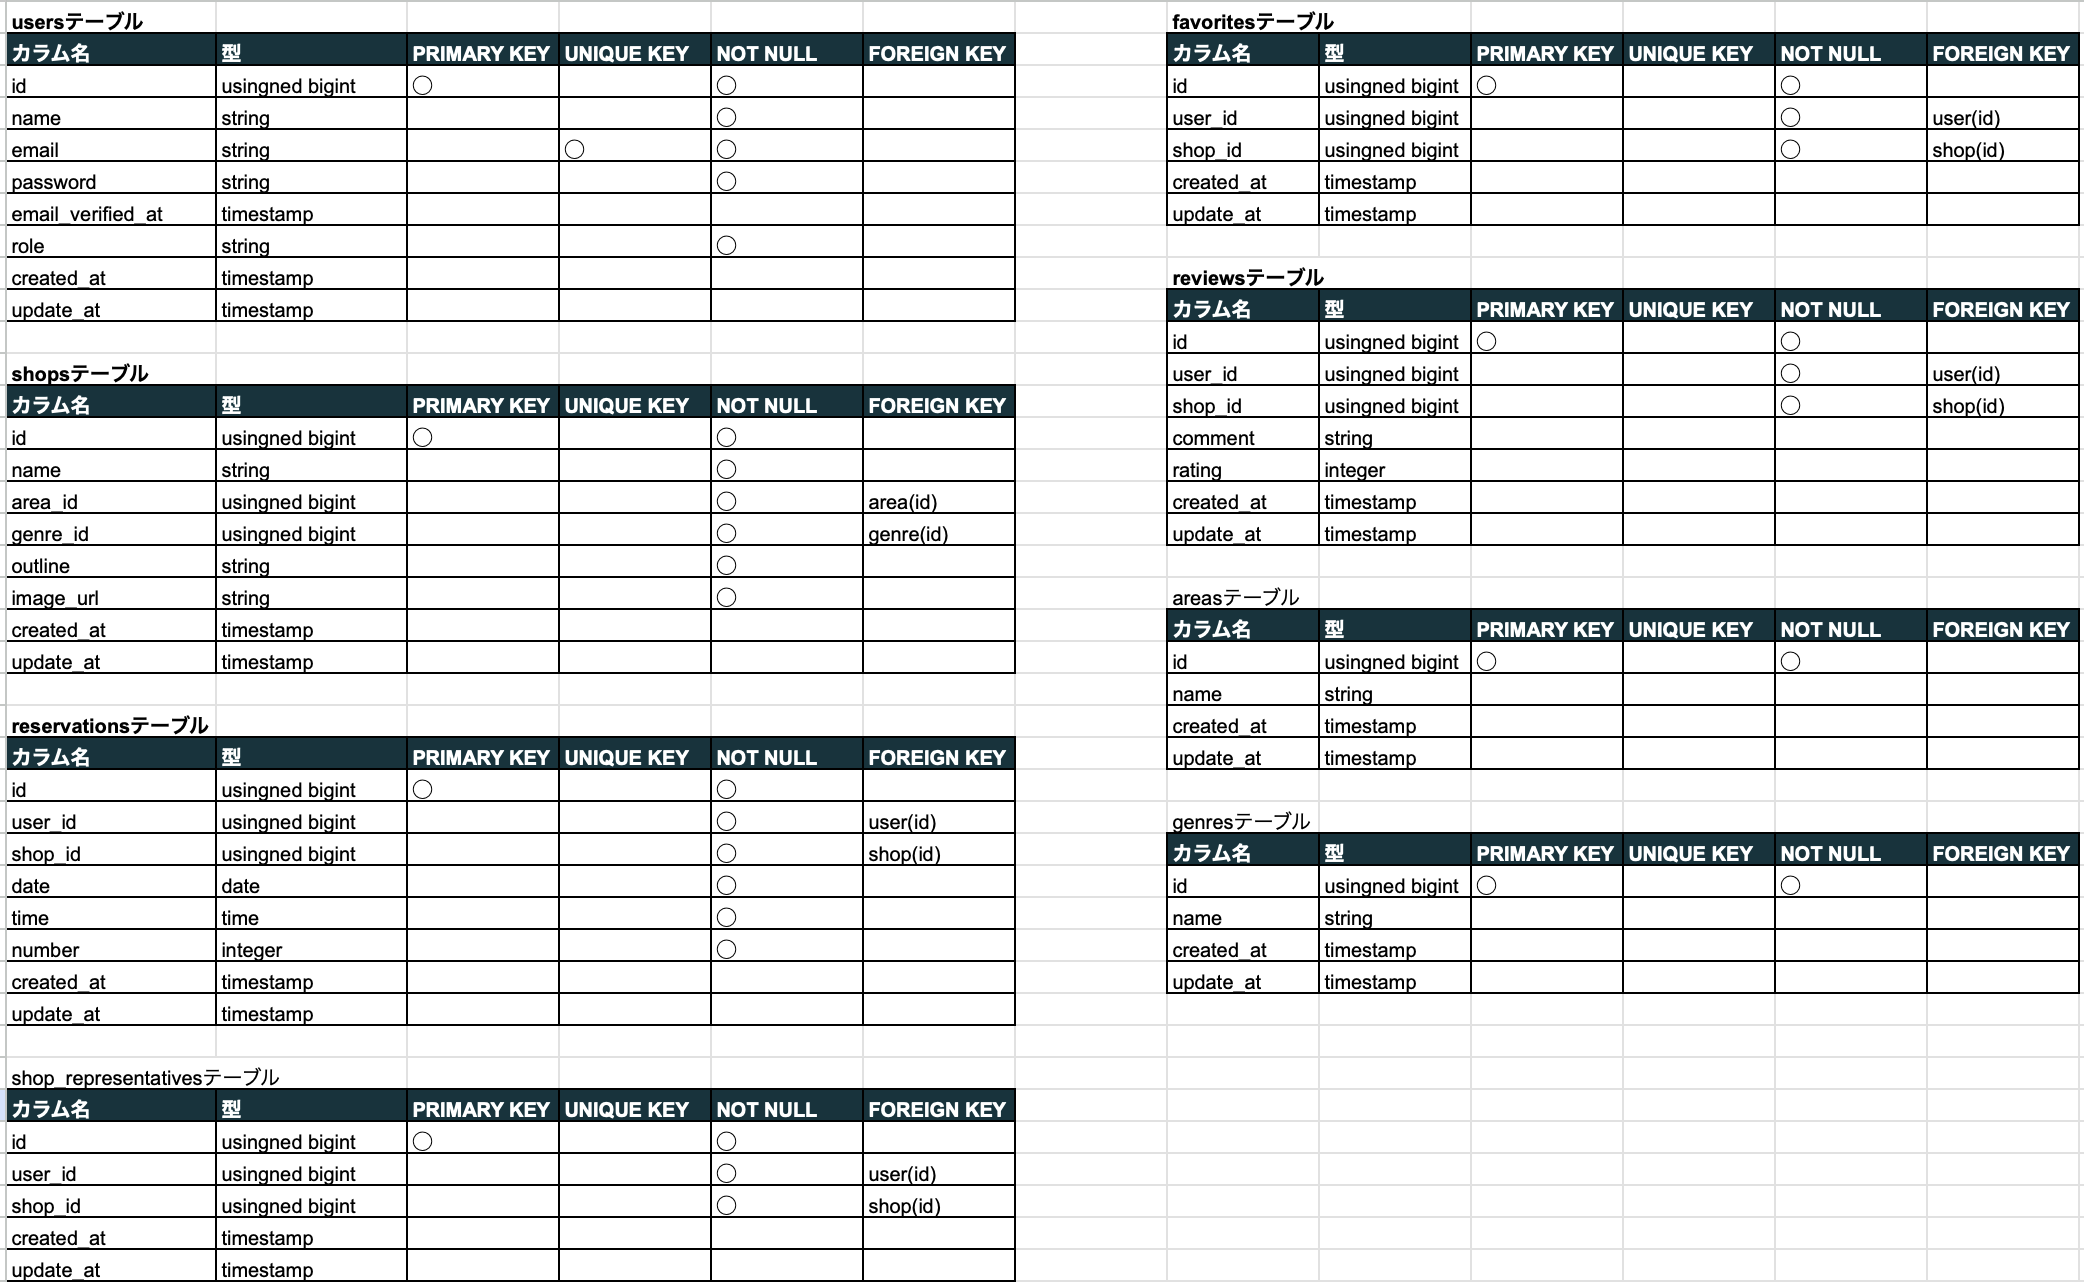 usersテーブル
カラム名 型 PRIMARY KEY UNIQUE KEY NOT NULL FOREIGN KEY
id usingned bigint ○ ○
name string ○
email string ○ ○
password string ○
email_verified_at timestamp
role string ○
created_at timestamp
update_at timestamp
shopsテーブル
カラム名 型 PRIMARY KEY UNIQUE KEY NOT NULL FOREIGN KEY
id usingned bigint ○ ○
name string ○
area_id usingned bigint ○ area(id)
genre_id usingned bigint ○ genre(id)
outline string ○
image_url string ○
created_at timestamp
update_at timestamp
reservationsテーブル
カラム名 型 PRIMARY KEY UNIQUE KEY NOT NULL FOREIGN KEY
id usingned bigint ○ ○
user_id usingned bigint ○ user(id)
shop_id usingned bigint ○ shop(id)
date date ○
time time ○
number integer ○
created_at timestamp
update_at timestamp
shop_representativesテーブル
カラム名 型 PRIMARY KEY UNIQUE KEY NOT NULL FOREIGN KEY
id usingned bigint ○ ○
user_id usingned bigint ○ user(id)
shop_id usingned bigint ○ shop(id)
created_at timestamp
update_at timestamp
favoritesテーブル
カラム名 型 PRIMARY KEY UNIQUE KEY NOT NULL FOREIGN KEY
id usingned bigint ○ ○
user_id usingned bigint ○ user(id)
shop_id usingned bigint ○ shop(id)
created_at timestamp
update_at timestamp
reviewsテーブル
カラム名 型 PRIMARY KEY UNIQUE KEY NOT NULL FOREIGN KEY
id usingned bigint ○ ○
user_id usingned bigint ○ user(id)
shop_id usingned bigint ○ shop(id)
comment string
rating integer
created_at timestamp
update_at timestamp
areasテーブル
カラム名 型 PRIMARY KEY UNIQUE KEY NOT NULL FOREIGN KEY
id usingned bigint ○ ○
name string
created_at timestamp
update_at timestamp
genresテーブル
カラム名 型 PRIMARY KEY UNIQUE KEY NOT NULL FOREIGN KEY
id usingned bigint ○ ○
name string
created_at timestamp
update_at timestamp